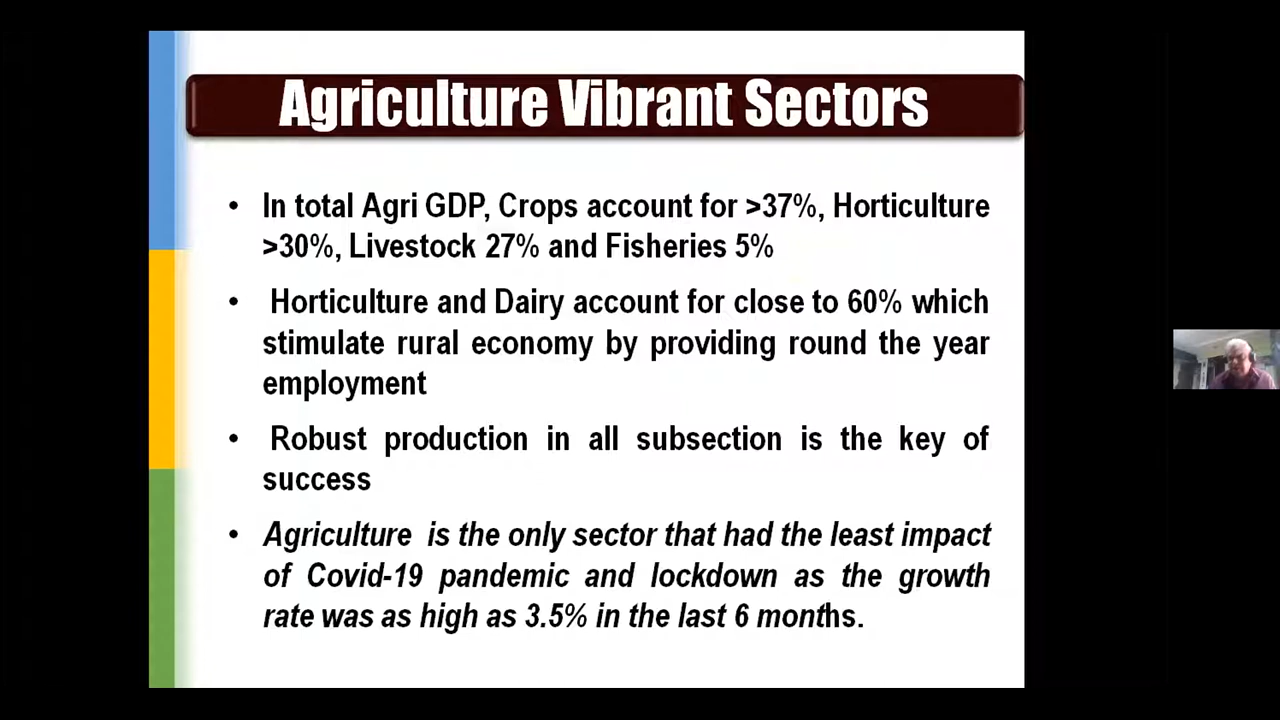 Agriculture Vibrant Sectors
• In total Agri GDP, Crops account for >37%, Horticulture
>30%, Livestock 27% and Fisheries 5%
• Horticulture and Dairy account for close to 60% which
stimulate rural economy by providing round the year
employment
• Robust production in all subsection is the key of
success
• Agriculture is the only sector that had the least impact
of Covid-19 pandemic and lockdown as the growth
rate was as high as 3.5% in the last 6 months.